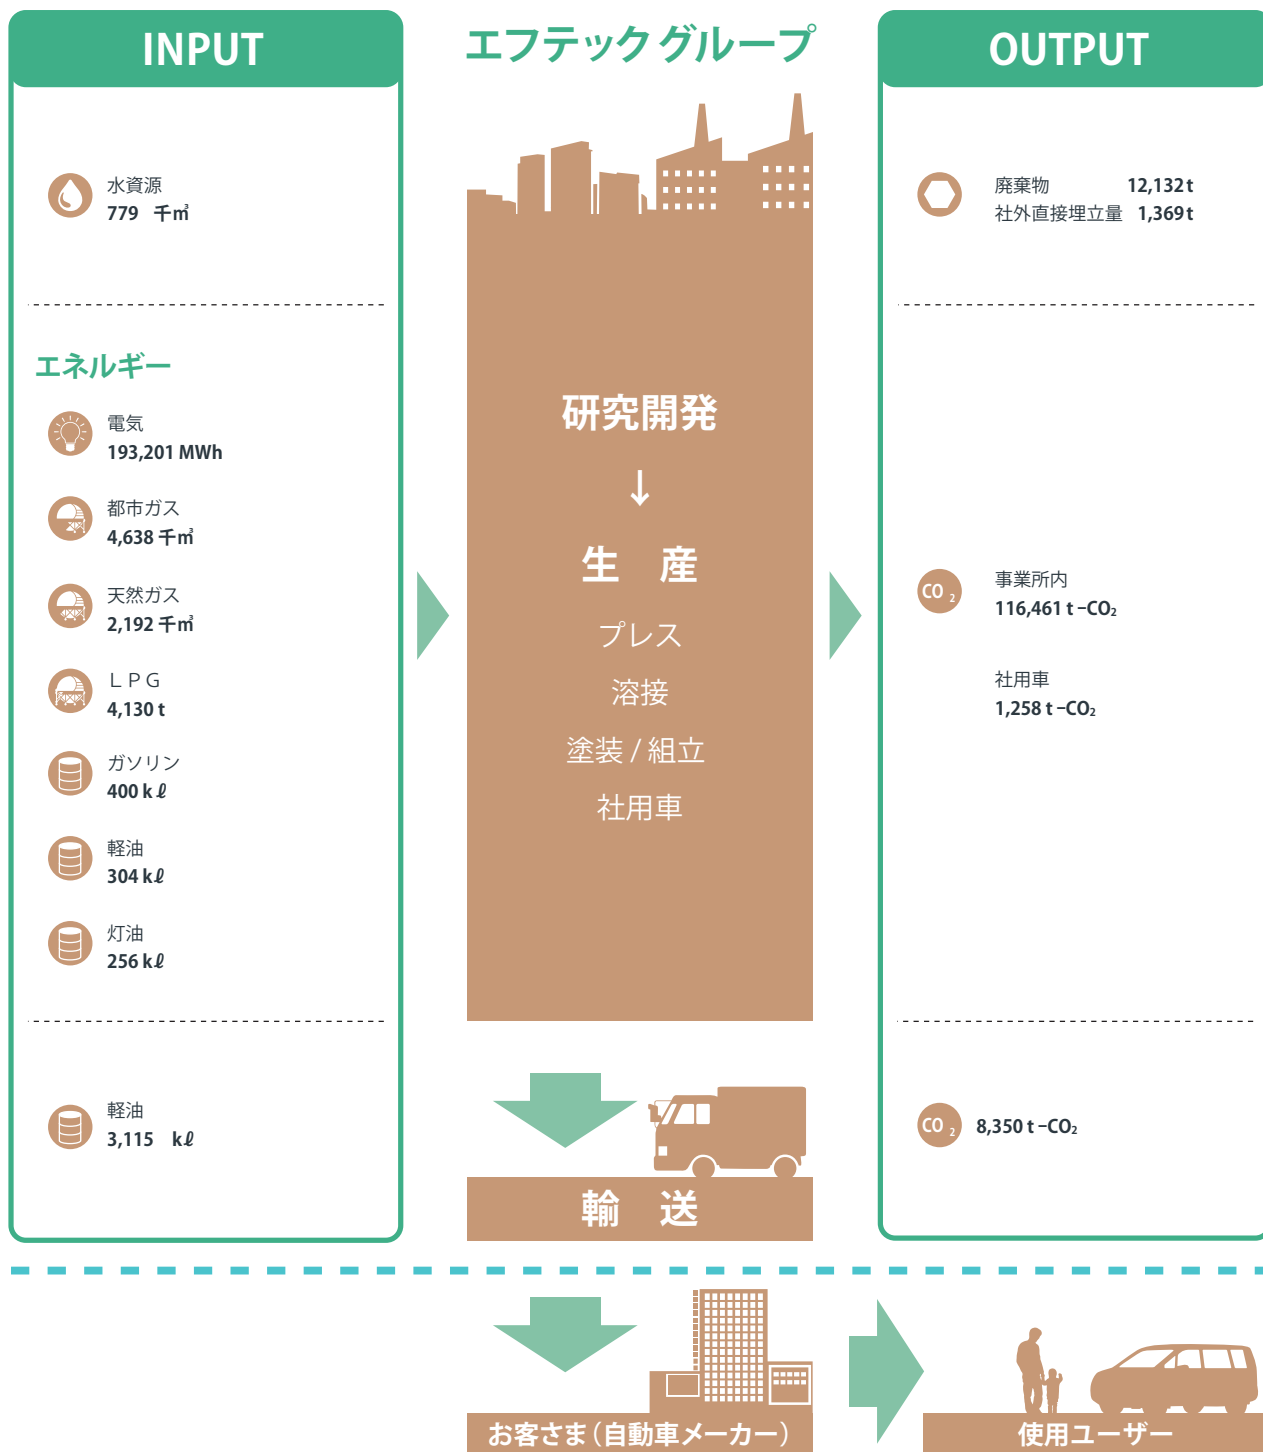 INPUT
水資源
779 千㎥
エネルギー
電気
193,201 MWh
都市ガス
4,638 千㎥
天然ガス
2,192 千㎥
ＬＰＧ
4,130 t
ガソリン
400 kℓ
軽油
304 kℓ
灯油
256 kℓ
軽油
3,115 kℓ
エフテックグループ
研究開発
↓
生 産
プレス
溶接
塗装 / 組立
社用車
輸 送
OUTPUT
廃棄物 12,132 t
社外直接埋立量 1,369 t
CO₂
事業所内
116,461 t −CO₂
社用車
1,258 t −CO₂
CO₂ 8,350 t −CO₂
お客さま（自動車メーカー）
使用ユーザー